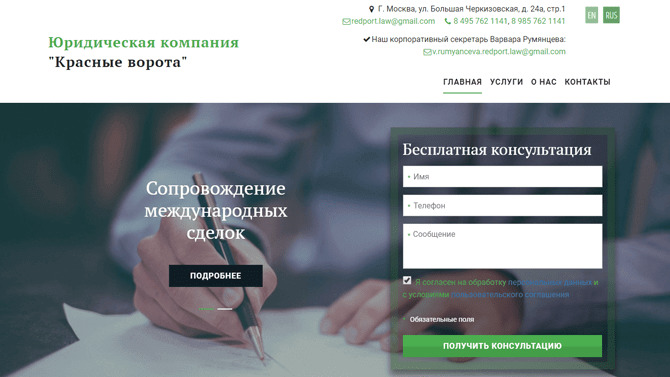 Г. Москва, ул. Большая Черкизовская, д. 24а, стр.1
redport.law@gmail.com 8 495 762 1141, 8 985 762 1141
EN RUS
Юридическая компания
"Красные ворота"
Наш корпоративный секретарь Варвара Румянцева:
v.rumyanceva.redport.law@gmail.com
ГЛАВНАЯ УСЛУГИ О НАС КОНТАКТЫ
Сопровождение
международных
сделок
ПОДРОБНЕЕ
Бесплатная консультация
* Имя
* Телефон
* Сообщение
Я согласен на обработку персональных данных и
с условиями пользовательского соглашения
* Обязательные поля
ПОЛУЧИТЬ КОНСУЛЬТАЦИЮ